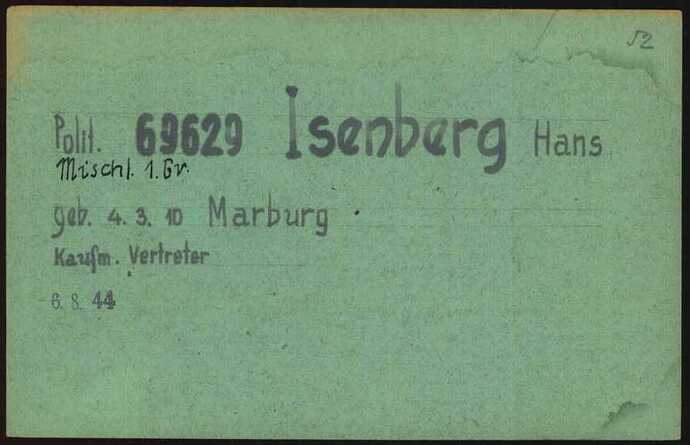 52
Polit. 69629 Isenberg Hans
Mischl. 1. Gr.
geb. 4. 3. 10 Marburg
Kaufm. Vertreter
6. 8. 44